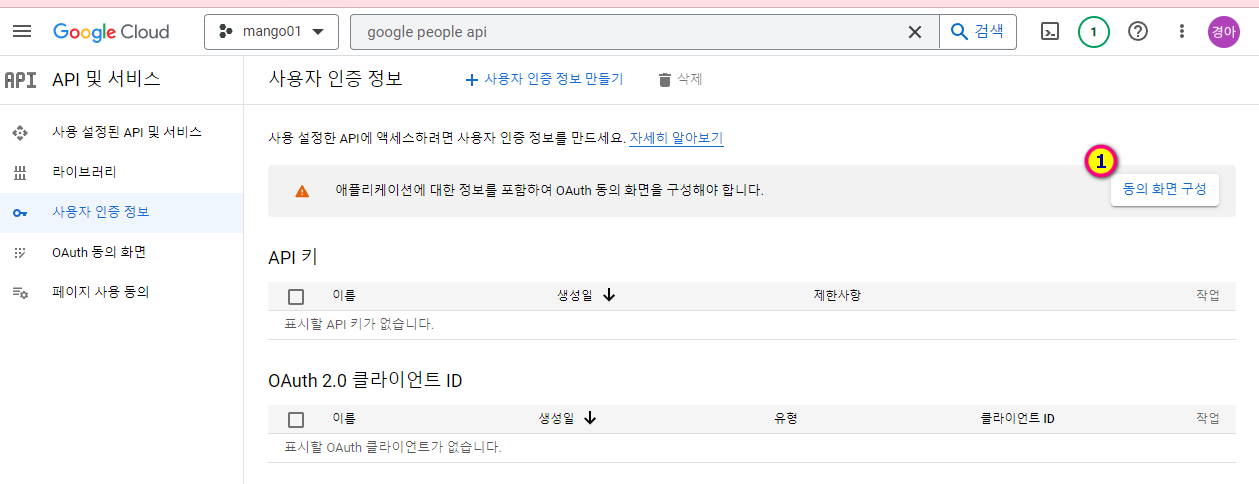 Google Cloud mango01 google people api 검색 1 경아
API API 및 서비스 사용자 인증 정보 사용자 인증 정보 만들기 삭제
사용 설정된 API 및 서비스
라이브러리
사용자 인증 정보
OAuth 동의 화면
페이지 사용 동의
사용 설정한 API에 액세스하려면 사용자 인증 정보를 만드세요. 자세히 알아보기
1
애플리케이션에 대한 정보를 포함하여 OAuth 동의 화면을 구성해야 합니다. 동의 화면 구성
API 키
이름 생성일 제한사항 작업
표시할 API 키가 없습니다.
OAuth 2.0 클라이언트 ID
이름 생성일 유형 클라이언트 ID 작업
표시할 OAuth 클라이언트가 없습니다.